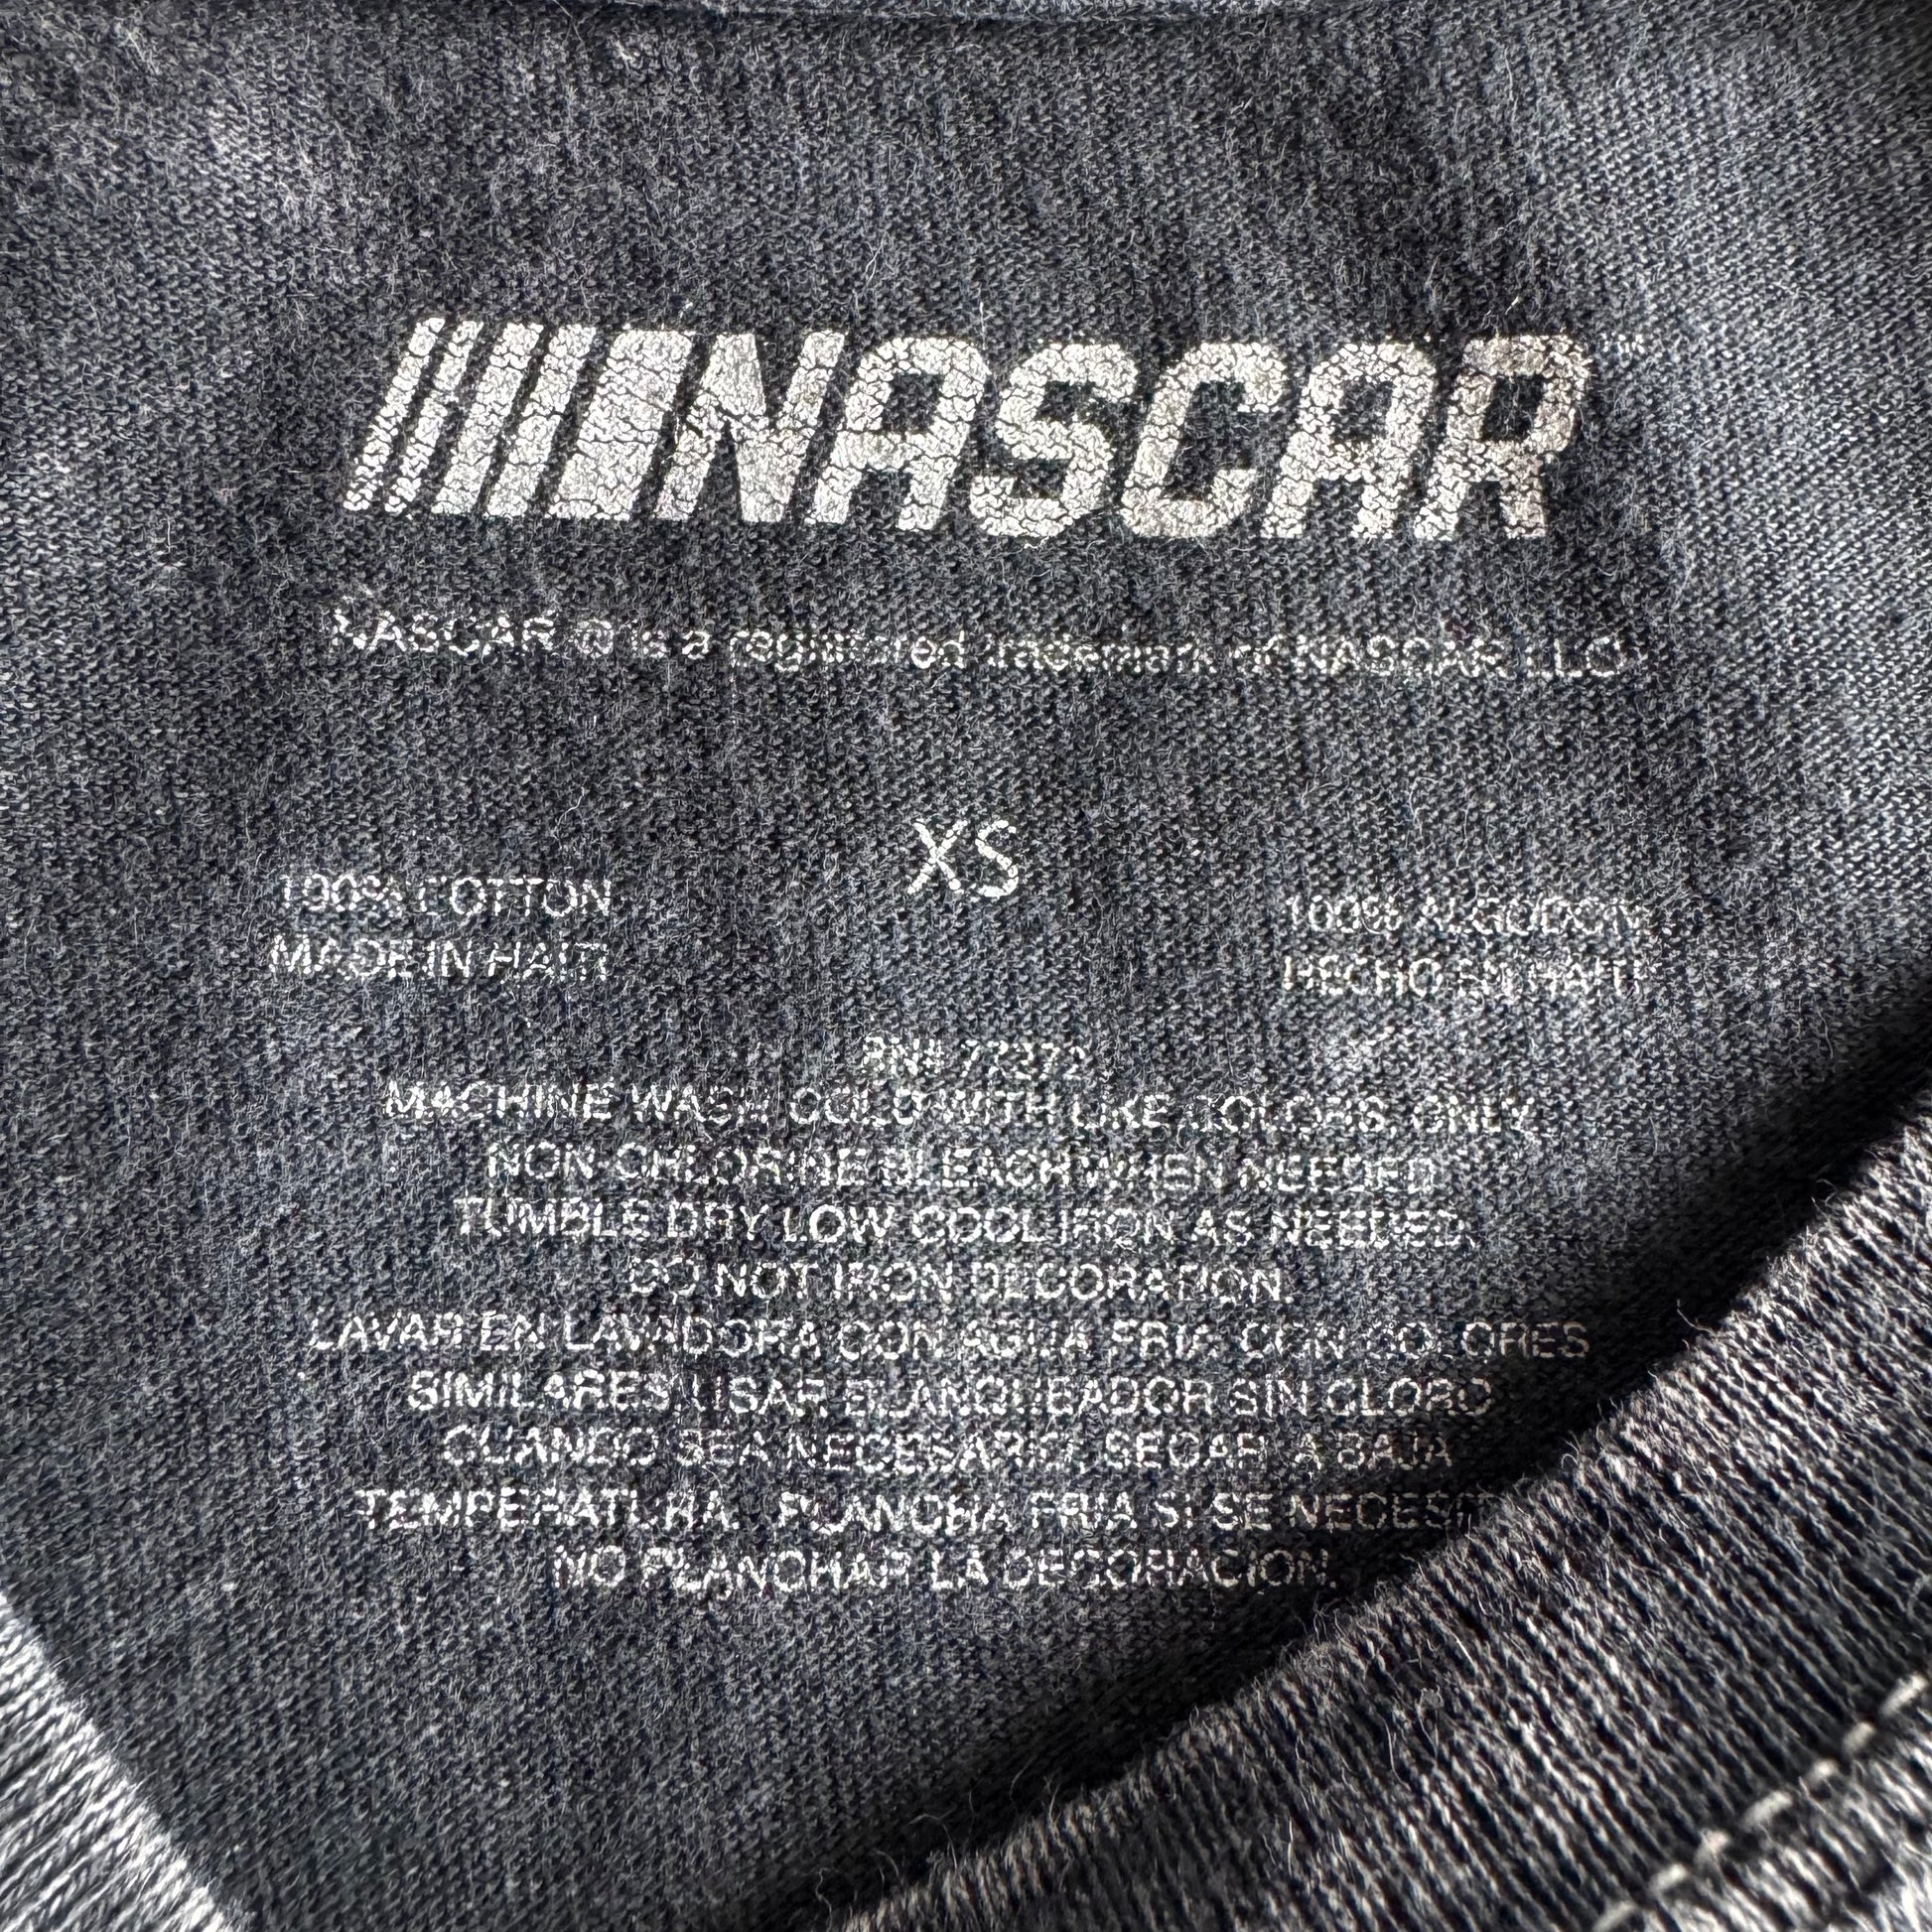 NASCAR
NASCAR ® is a registered trademark of NASCAR LLC
XS
100% COTTON
MADE IN HAITI
100% ALGODON
HECHO EN HAITI
RN# 72372
MACHINE WASH COLD WITH LIKE COLORS. ONLY
NON-CHLORINE BLEACH WHEN NEEDED
TUMBLE DRY LOW COOL IRON AS NEEDED.
DO NOT IRON DECORATION.
LAVAR EN LAVADORA CON AGUA FRIA CON COLORES
SIMILARES USAR BLANQUEADOR SIN CLORO
CUANDO SEA NECESARIO. SECAR A BAJA
TEMPERATURA. PLANCHA FRIA SI SE NECESIT
NO PLANCHAR LA DECORACION.